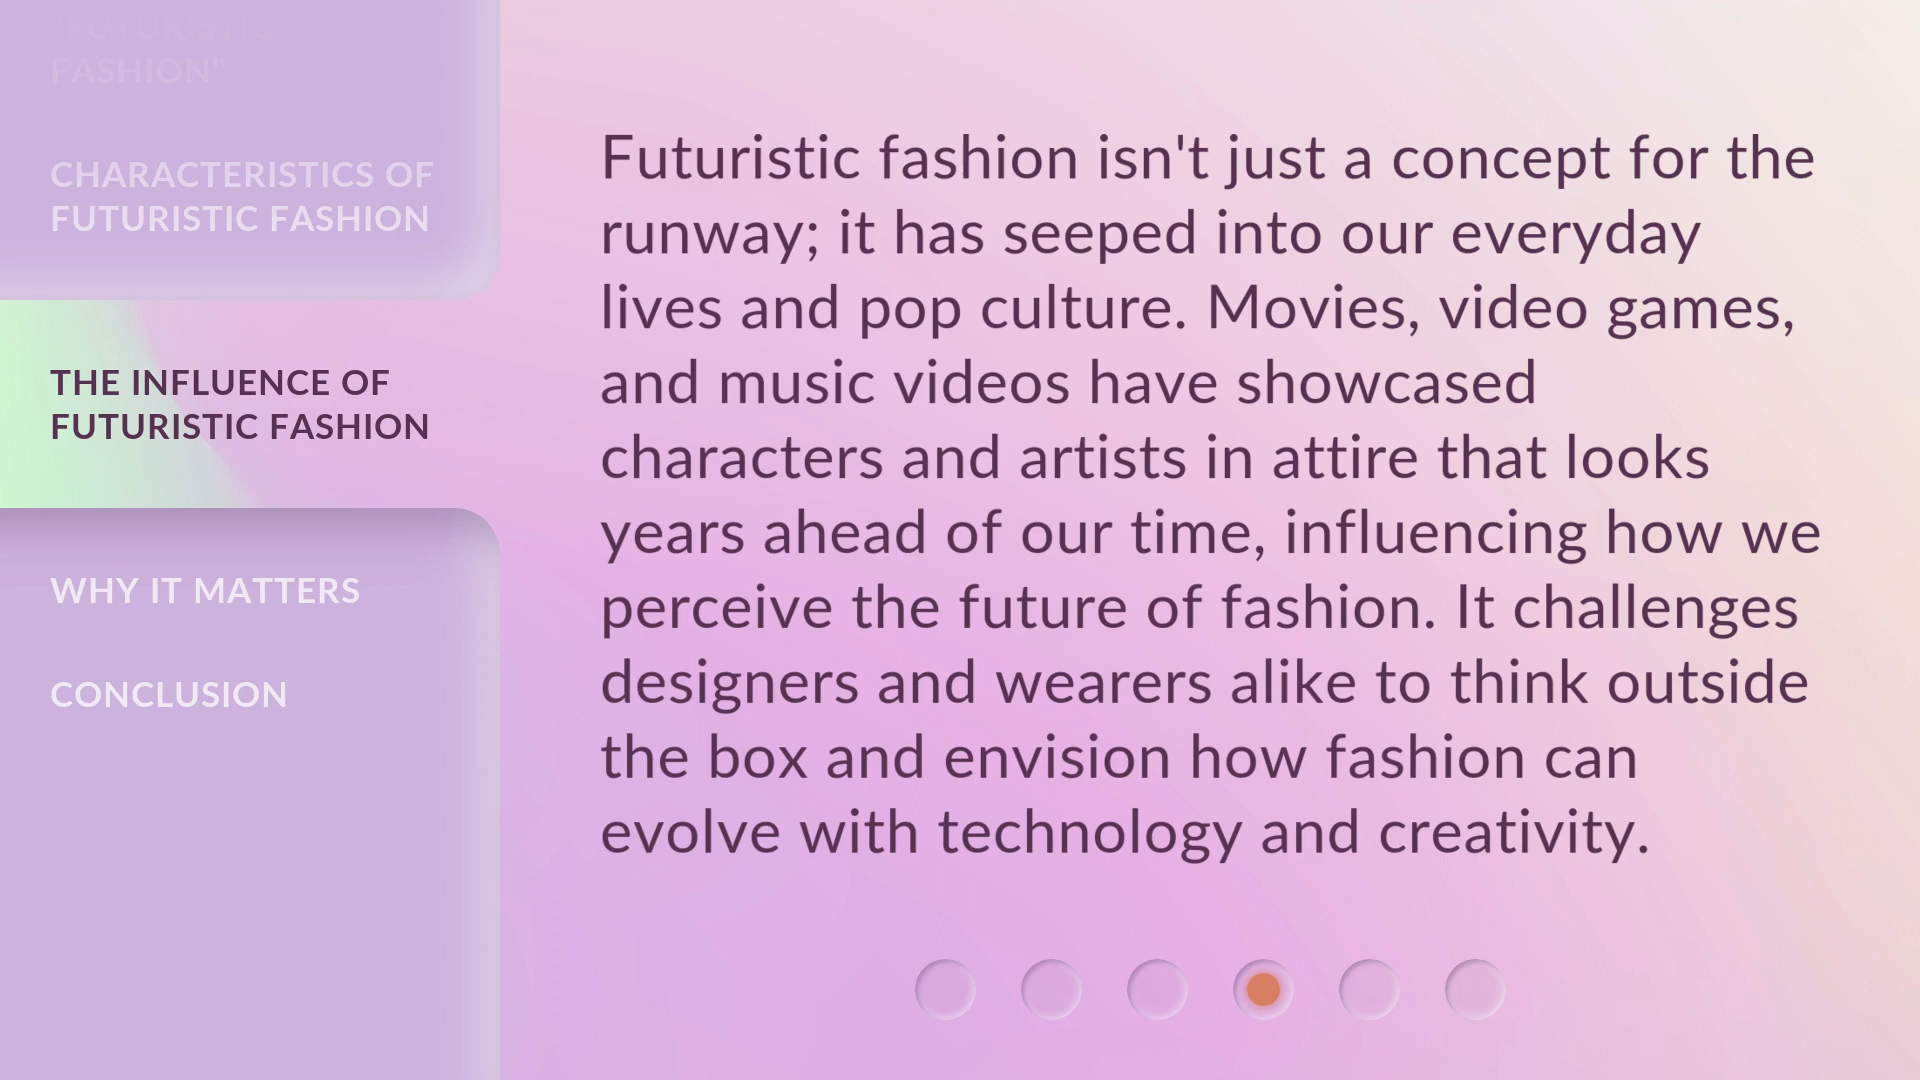 "FUTURISTIC
FASHION"
CHARACTERISTICS OF
FUTURISTIC FASHION
THE INFLUENCE OF
FUTURISTIC FASHION
WHY IT MATTERS
CONCLUSION
Futuristic fashion isn't just a concept for the
runway; it has seeped into our everyday
lives and pop culture. Movies, video games,
and music videos have showcased
characters and artists in attire that looks
years ahead of our time, influencing how we
perceive the future of fashion. It challenges
designers and wearers alike to think outside
the box and envision how fashion can
evolve with technology and creativity.